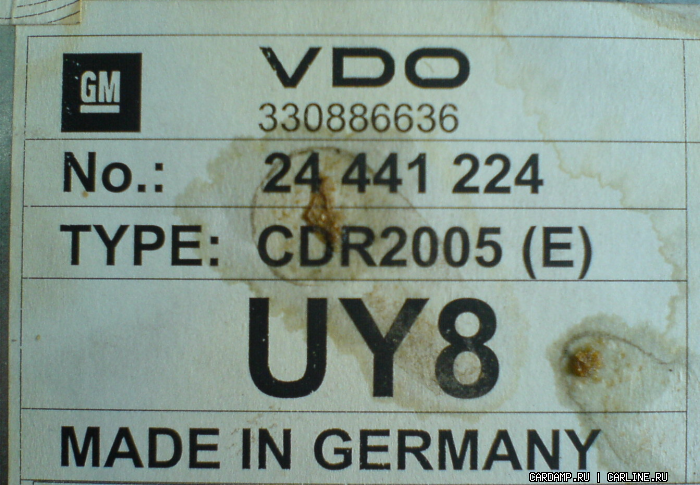 GM VDO
330886636
No.: 24 441 224
TYPE: CDR2005 (E)
UY8
MADE IN GERMANY
CARDAMP.RU | CARLINE.RU